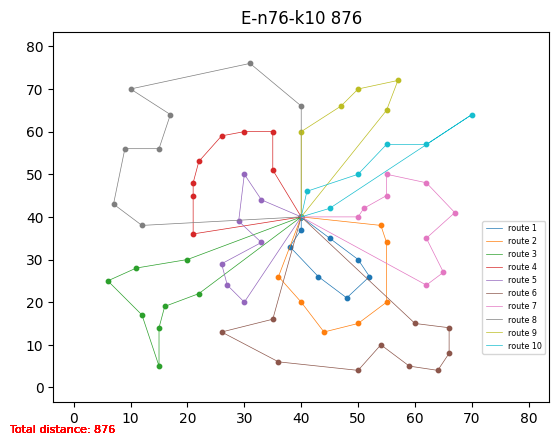 E-n76-k10 876
80
70
60
50
40
30
20
10
0
route 1
route 2
route 3
route 4
route 5
route 6
route 7
route 8
route 9
route 10
0 10 20 30 40 50 60 70 80
Total distance: 876